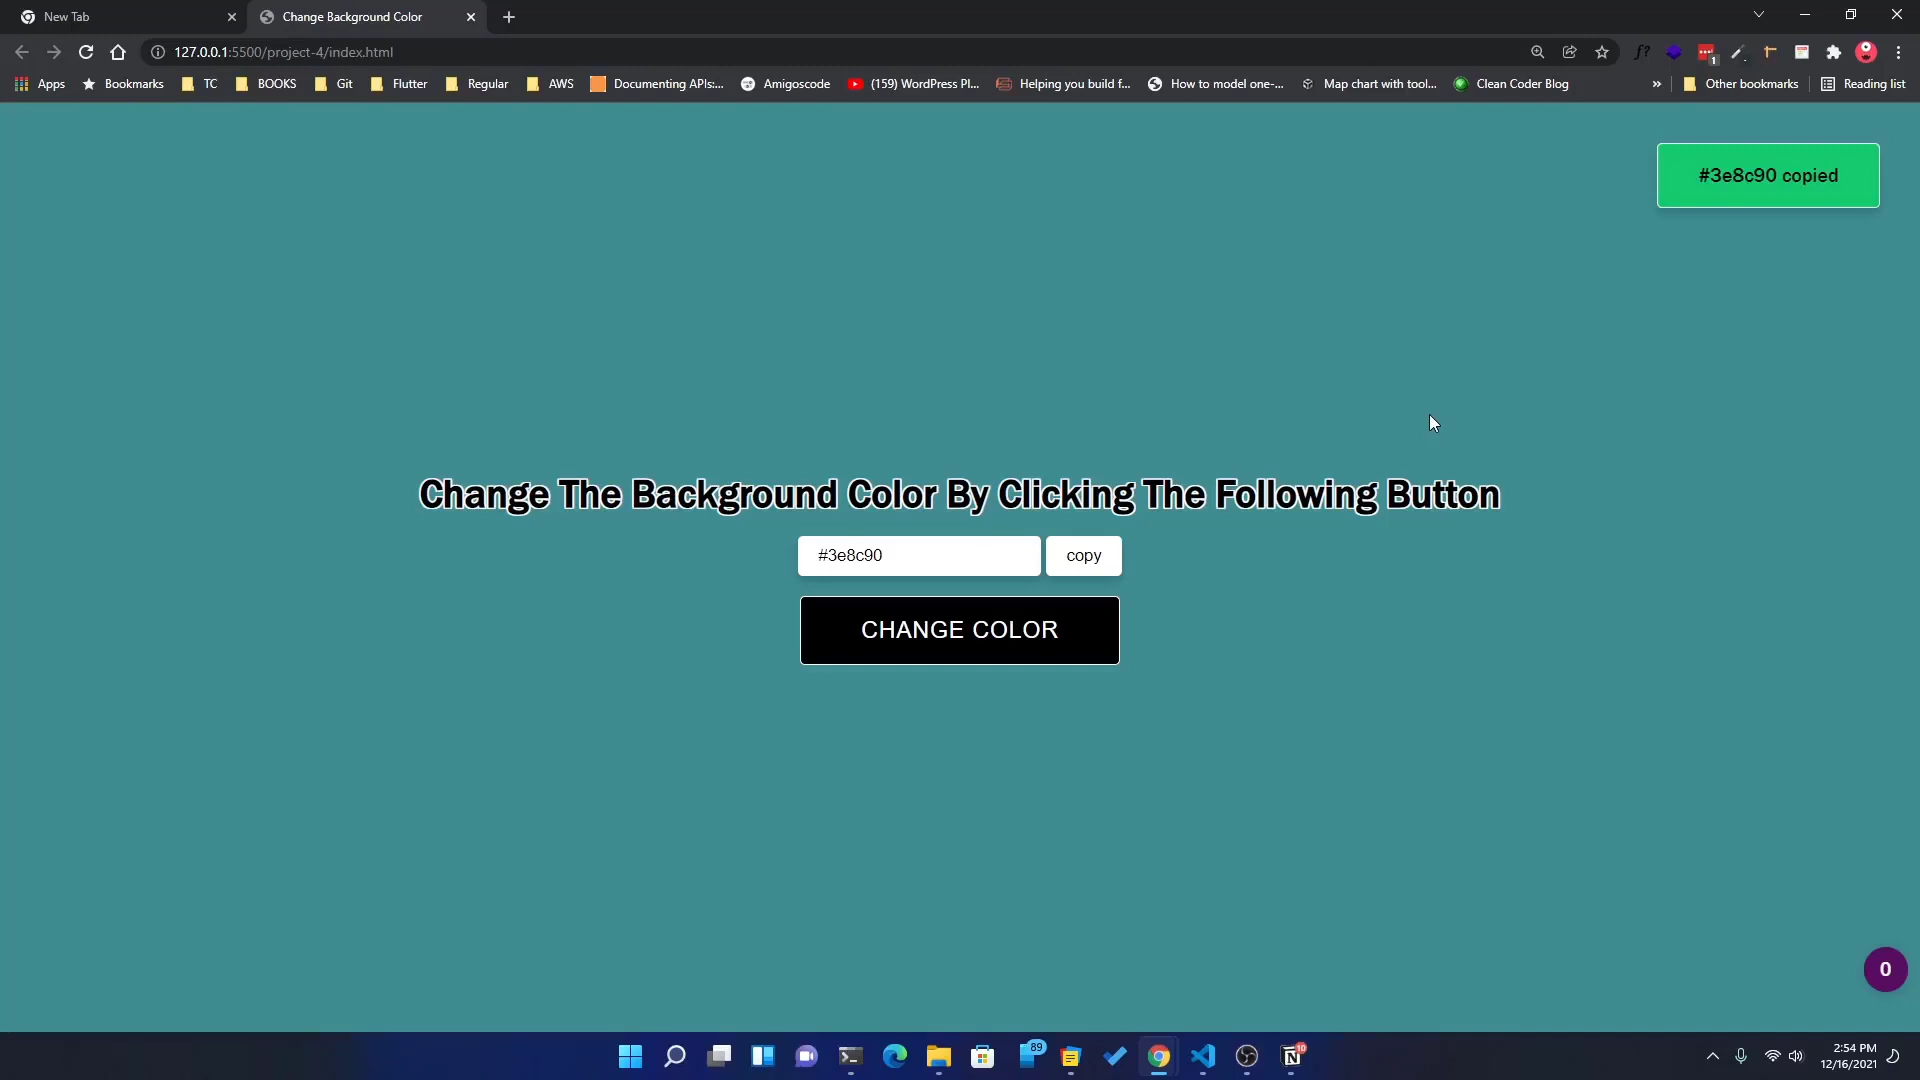 New Tab
Change Background Color
127.0.0.1:5500/project-4/index.html
f?
1
Apps
Bookmarks
TC
BOOKS
Git
Flutter
Regular
AWS
Documenting APIs:...
Amigoscode
(159) WordPress Pl...
Helping you build f...
How to model one-...
Map chart with tool...
Clean Coder Blog
»
Other bookmarks
Reading list
#3e8c90 copied
Change The Background Color By Clicking The Following Button
#3e8c90
copy
CHANGE COLOR
0
89
10
2:54 PM
12/16/2021